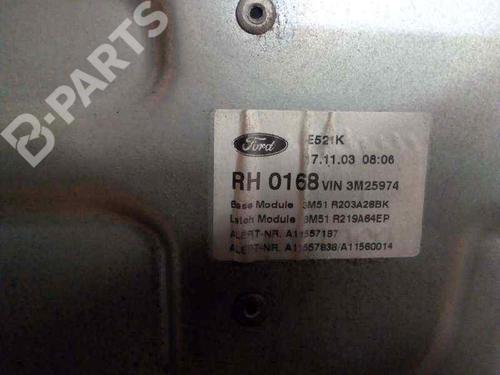 B-PARTS
Ford
E521K
17.11.03 08:06
RH 0168 VIN 3M25974
Base Module 3M51 R203A28BK
Latch Module 3M51 R219A64EP
ALERT-NR. A11557187
ALERT-NR. A11557838/A11560014